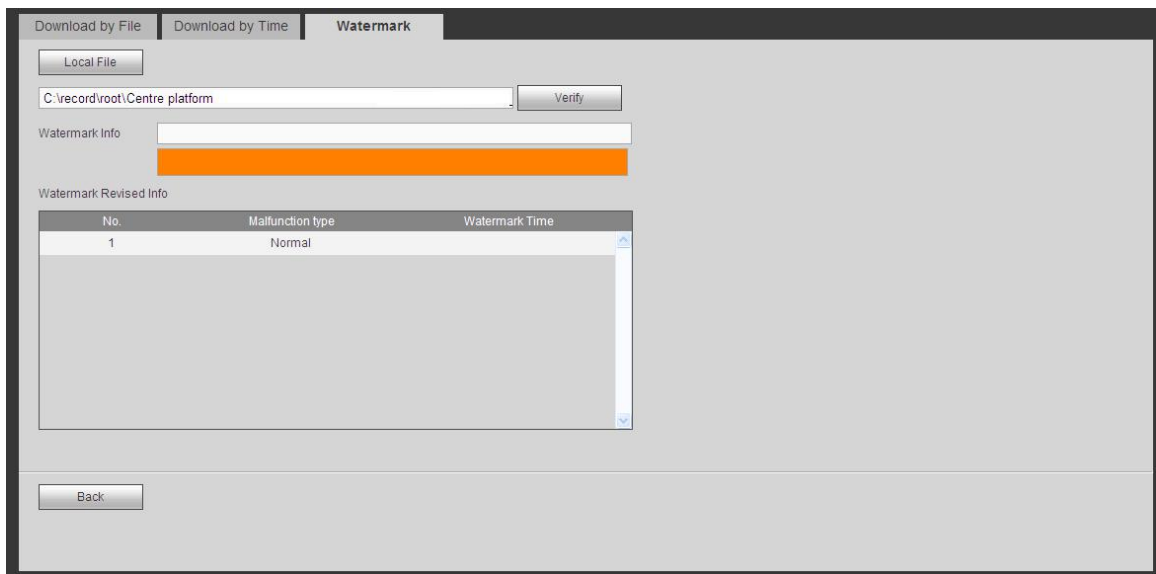 Download by File Download by Time Watermark
Local File
C:\record\root\Centre platform Verify
Watermark Info
Watermark Revised Info
No. Malfunction type Watermark Time
1 Normal
Back